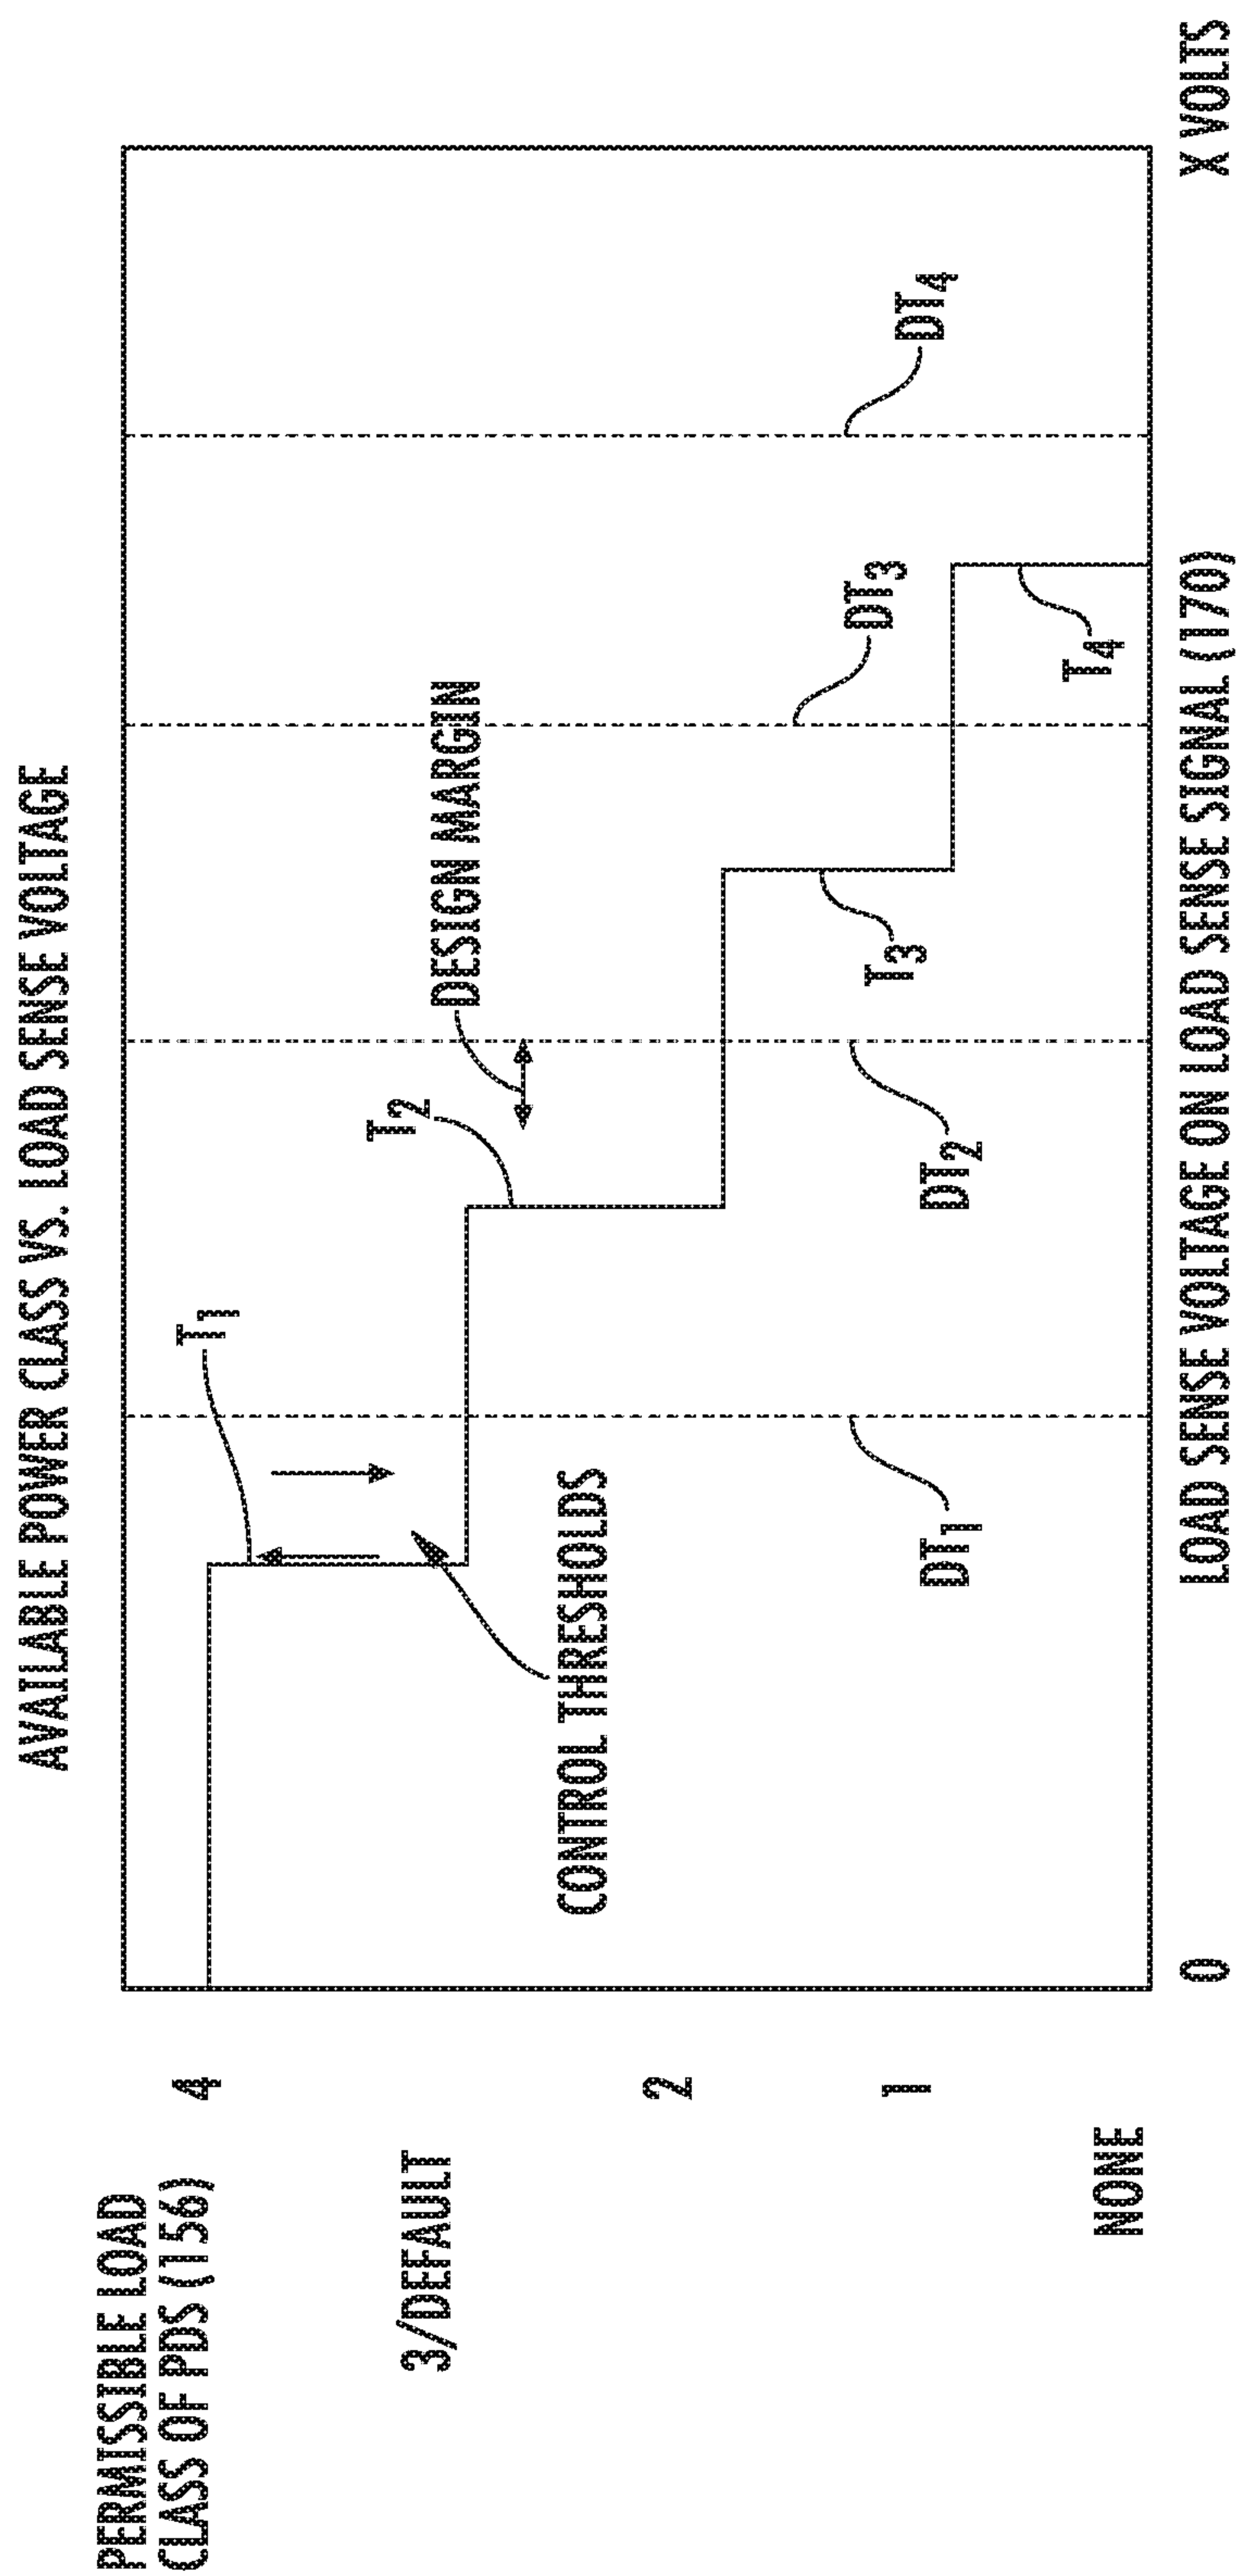 AVAILABLE POWER CLASS VS. LOAD SENSE VOLTAGE
PERMISSIBLE LOAD
CLASS OF PDS (156)
4
3/DEFAULT
2
1
NONE
T1
T2
DESIGN MARGIN
CONTROL THRESHOLDS
T3
T4
DT1
DT2
DT3
DT4
0
LOAD SENSE VOLTAGE ON LOAD SENSE SIGNAL (170)
X VOLTS